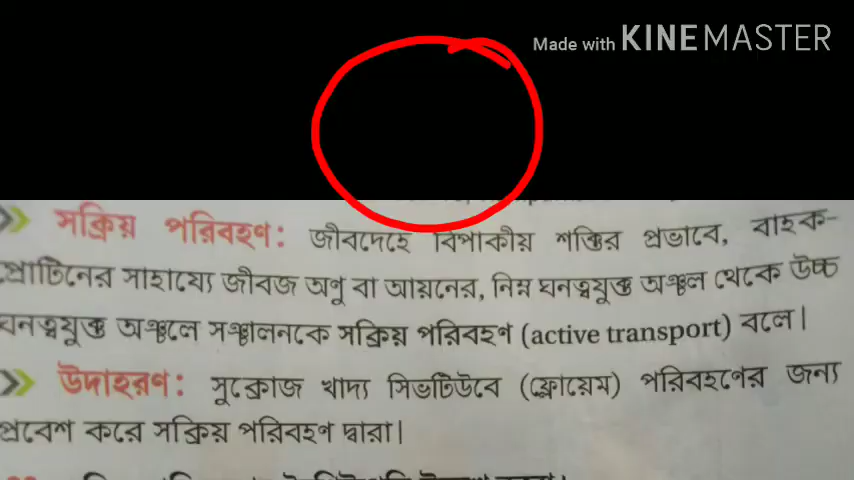 Made with KINEMASTER
সক্রিয় পরিবহণ: জীবদেহে বিপাকীয় শক্তির প্রভাবে, বাহক-
প্রোটিনের সাহায্যে জীবজ অণু বা আয়নের, নিম্ন ঘনত্বযুক্ত অঞ্চল থেকে উচ্চ
ঘনত্বযুক্ত অঞ্চলে সঞ্চালনকে সক্রিয় পরিবহণ (active transport) বলে।
উদাহরণ: সুক্রোজ খাদ্য সিভটিউবে (ফ্লোয়েম) পরিবহণের জন্য
প্রবেশ করে সক্রিয় পরিবহণ দ্বারা।